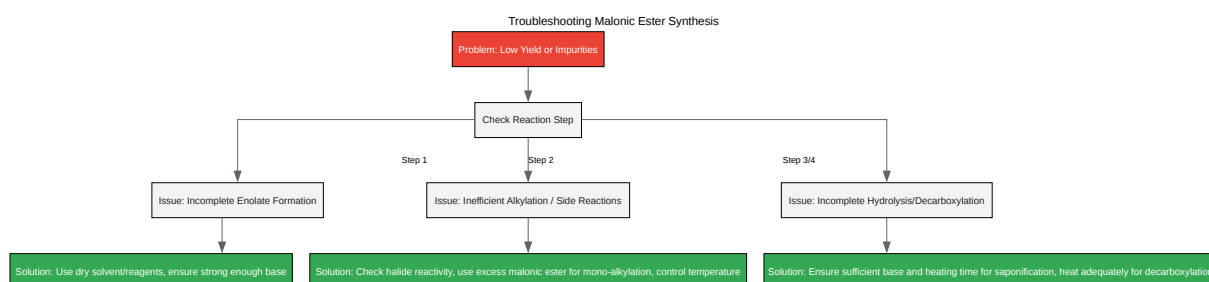 Troubleshooting Malonic Ester Synthesis
Problem: Low Yield or Impurities
Check Reaction Step
Step 1
Step 2
Step 3/4
Issue: Incomplete Enolate Formation
Issue: Inefficient Alkylation / Side Reactions
Issue: Incomplete Hydrolysis/Decarboxylation
Solution: Use dry solvent/reagents, ensure strong enough base
Solution: Check halide reactivity, use excess malonic ester for mono-alkylation, control temperature
Solution: Ensure sufficient base and heating time for saponification, heat adequately for decarboxylation